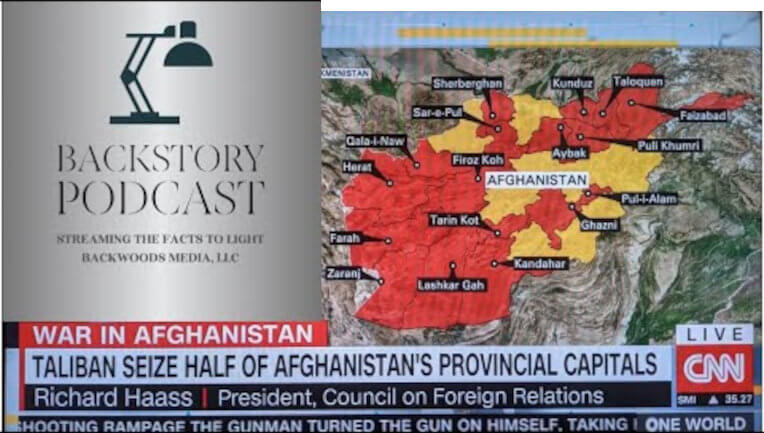 BACKSTORY
PODCAST
STREAMING THE FACTS TO LIGHT
BACKWOODS MEDIA, LLC
KMENISTAN
Sherberghan
Kunduz
Taloquan
Sar-e-Pul
Faizabad
Qala-i-Naw
Firoz Koh
Aybak
Puli Khumri
Herat
AFGHANISTAN
Pul-i-Alam
Tarin Kot
Ghazni
Farah
Kandahar
Zaranj
Lashkar Gah
WAR IN AFGHANISTAN
LIVE
TALIBAN SEIZE HALF OF AFGHANISTAN'S PROVINCIAL CAPITALS
CNN
Richard Haass | President, Council on Foreign Relations
SMI ▲ 35.27
SHOOTING RAMPAGE THE GUNMAN TURNED THE GUN ON HIMSELF, TAKING
ONE WORLD